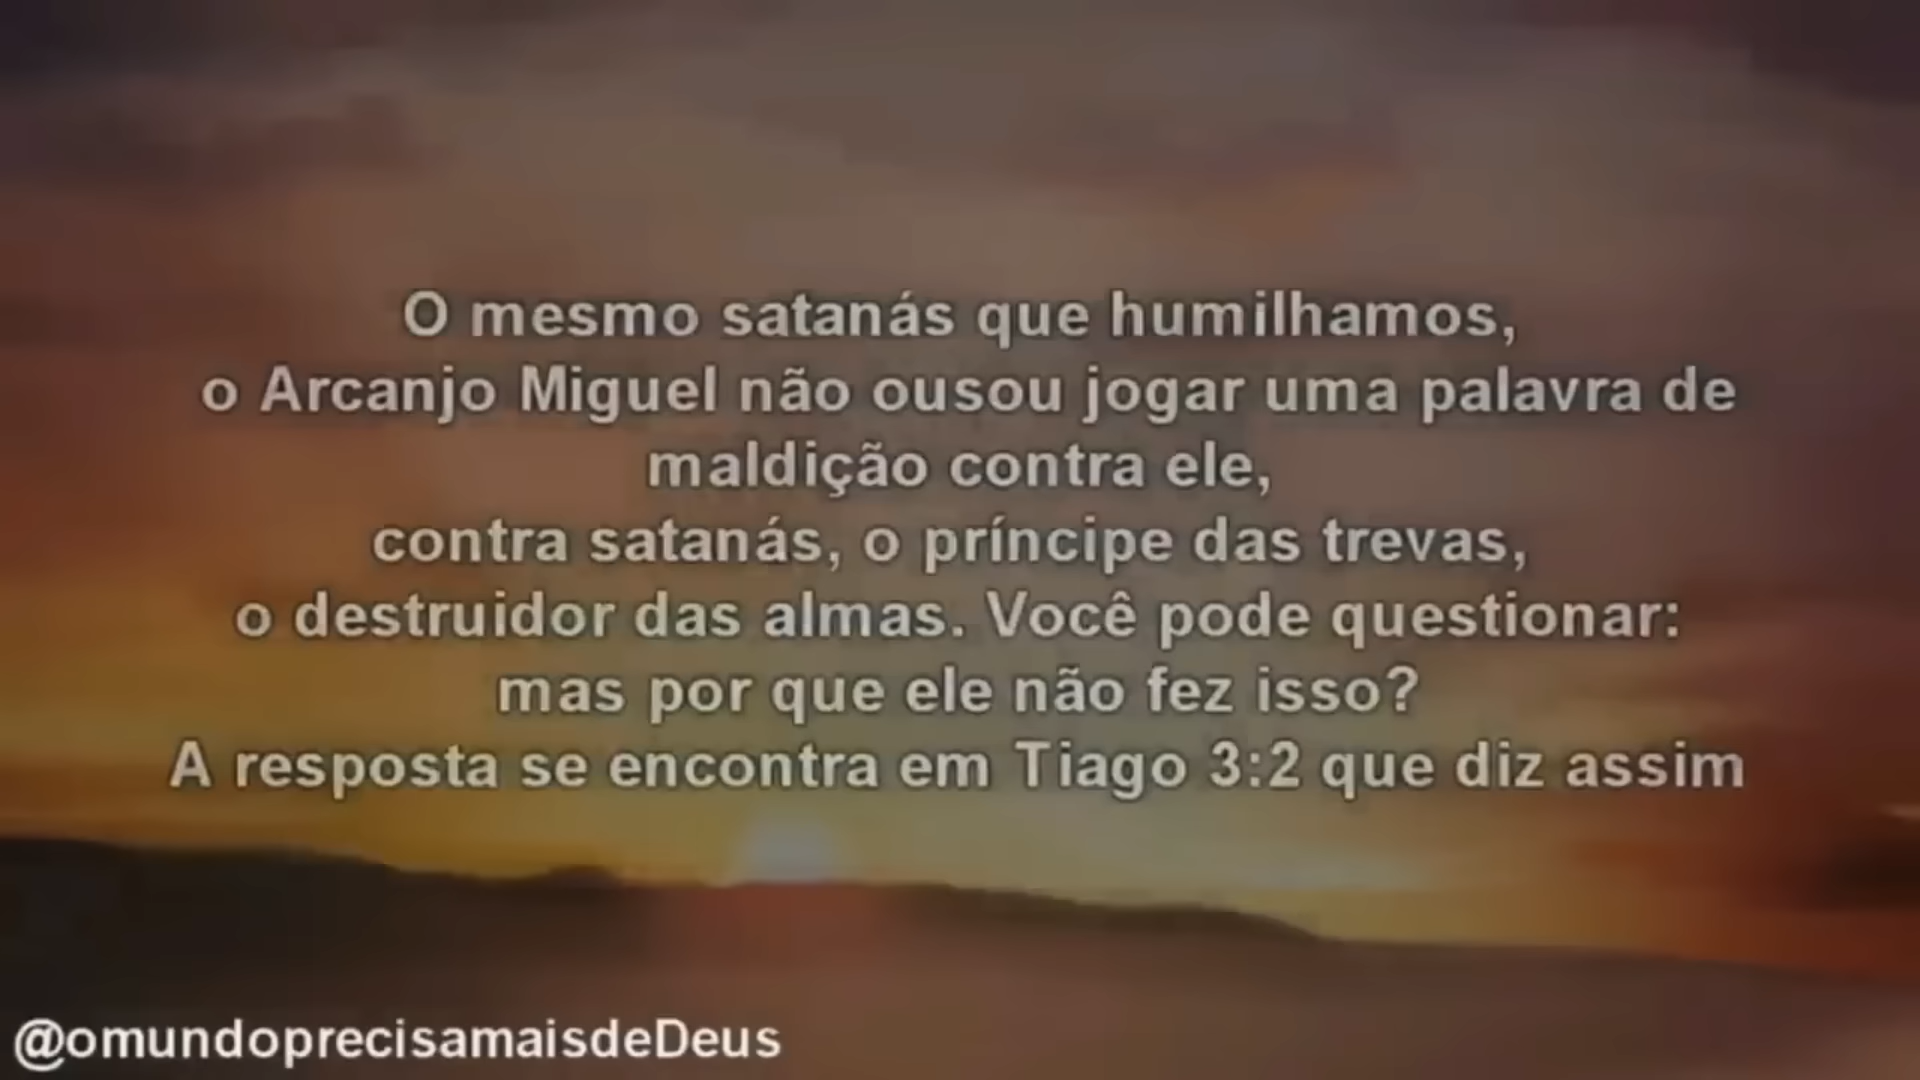 O mesmo satanás que humilhamos,
o Arcanjo Miguel não ousou jogar uma palavra de
maldição contra ele,
contra satanás, o príncipe das trevas,
o destruidor das almas. Você pode questionar:
mas por que ele não fez isso?
A resposta se encontra em Tiago 3:2 que diz assim
@omundoprecisamaisdeDeus